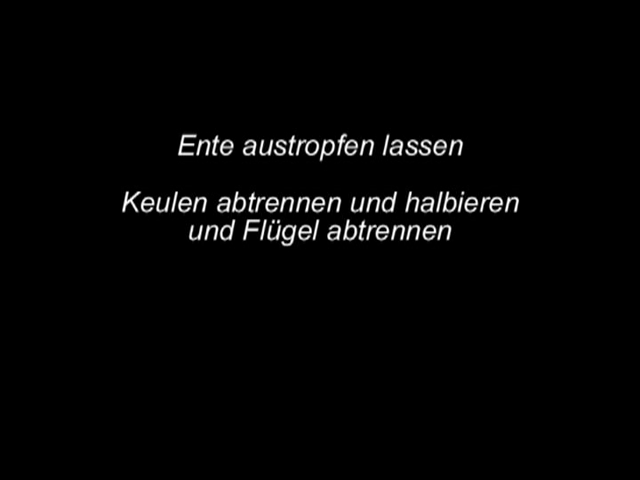 Ente austropfen lassen
Keulen abtrennen und halbieren
und Flügel abtrennen